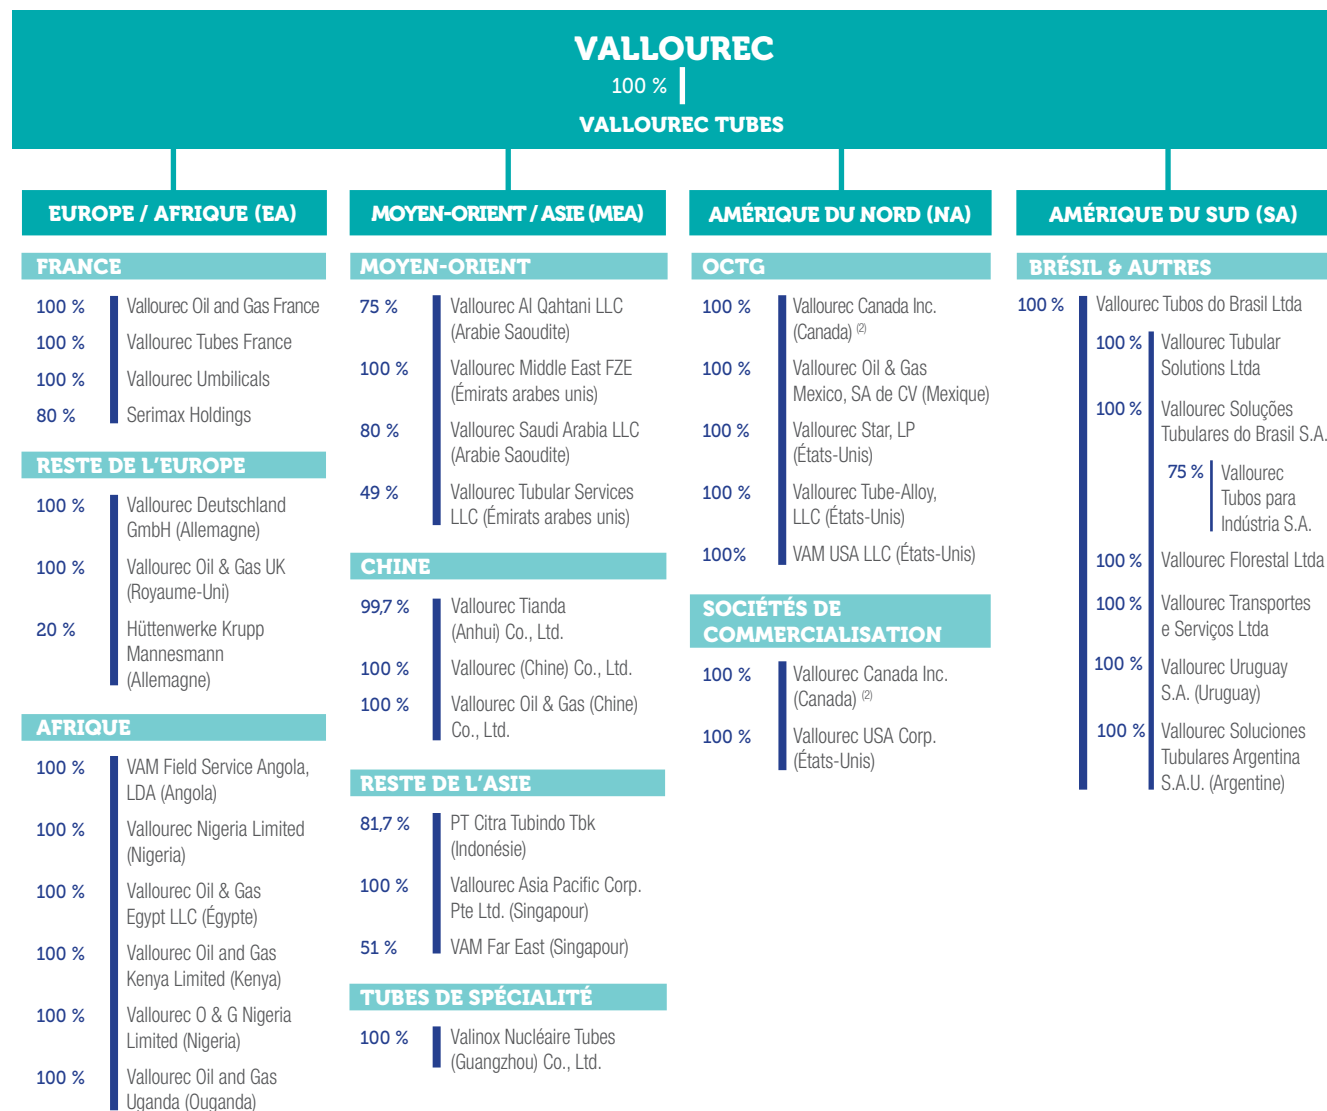 VALLOUREC
100 %
VALLOUREC TUBES
EUROPE / AFRIQUE (EA)
FRANCE
100 % Vallourec Oil and Gas France
100 % Vallourec Tubes France
100 % Vallourec Umbilicals
80 % Serimax Holdings
RESTE DE L'EUROPE
100 % Vallourec Deutschland
GmbH (Allemagne)
100 % Vallourec Oil & Gas UK
(Royaume-Uni)
20 % Hüttenwerke Krupp
Mannesmann
(Allemagne)
AFRIQUE
100 % VAM Field Service Angola,
LDA (Angola)
100 % Vallourec Nigeria Limited
(Nigeria)
100 % Vallourec Oil & Gas
Egypt LLC (Égypte)
100 % Vallourec Oil and Gas
Kenya Limited (Kenya)
100 % Vallourec O & G Nigeria
Limited (Nigeria)
100 % Vallourec Oil and Gas
Uganda (Ouganda)
MOYEN-ORIENT / ASIE (MEA)
MOYEN-ORIENT
75 % Vallourec Al Qahtani LLC
(Arabie Saoudite)
100 % Vallourec Middle East FZE
(Émirats arabes unis)
80 % Vallourec Saudi Arabia LLC
(Arabie Saoudite)
49 % Vallourec Tubular Services
LLC (Émirats arabes unis)
CHINE
99,7 % Vallourec Tianda
(Anhui) Co., Ltd.
100 % Vallourec (Chine) Co., Ltd.
100 % Vallourec Oil & Gas (Chine)
Co., Ltd.
RESTE DE L'ASIE
81,7 % PT Citra Tubindo Tbk
(Indonésie)
100 % Vallourec Asia Pacific Corp.
Pte Ltd. (Singapour)
51 % VAM Far East (Singapour)
TUBES DE SPÉCIALITÉ
100 % Valinox Nucléaire Tubes
(Guangzhou) Co., Ltd.
AMÉRIQUE DU NORD (NA)
OCTG
100 % Vallourec Canada Inc.
(Canada) (2)
100 % Vallourec Oil & Gas
Mexico, SA de CV (Mexique)
100 % Vallourec Star, LP
(États-Unis)
100 % Vallourec Tube-Alloy,
LLC (États-Unis)
100% VAM USA LLC (États-Unis)
SOCIÉTÉS DE
COMMERCIALISATION
100 % Vallourec Canada Inc.
(Canada) (2)
100 % Vallourec USA Corp.
(États-Unis)
AMÉRIQUE DU SUD (SA)
BRÉSIL & AUTRES
100 % Vallourec Tubos do Brasil Ltda
100 % Vallourec Tubular
Solutions Ltda
100 % Vallourec Soluções
Tubulares do Brasil S.A.
75 % Vallourec
Tubos para
Indústria S.A.
100 % Vallourec Florestal Ltda
100 % Vallourec Transportes
e Serviços Ltda
100 % Vallourec Uruguay
S.A. (Uruguay)
100 % Vallourec Soluciones
Tubulares Argentina
S.A.U. (Argentine)